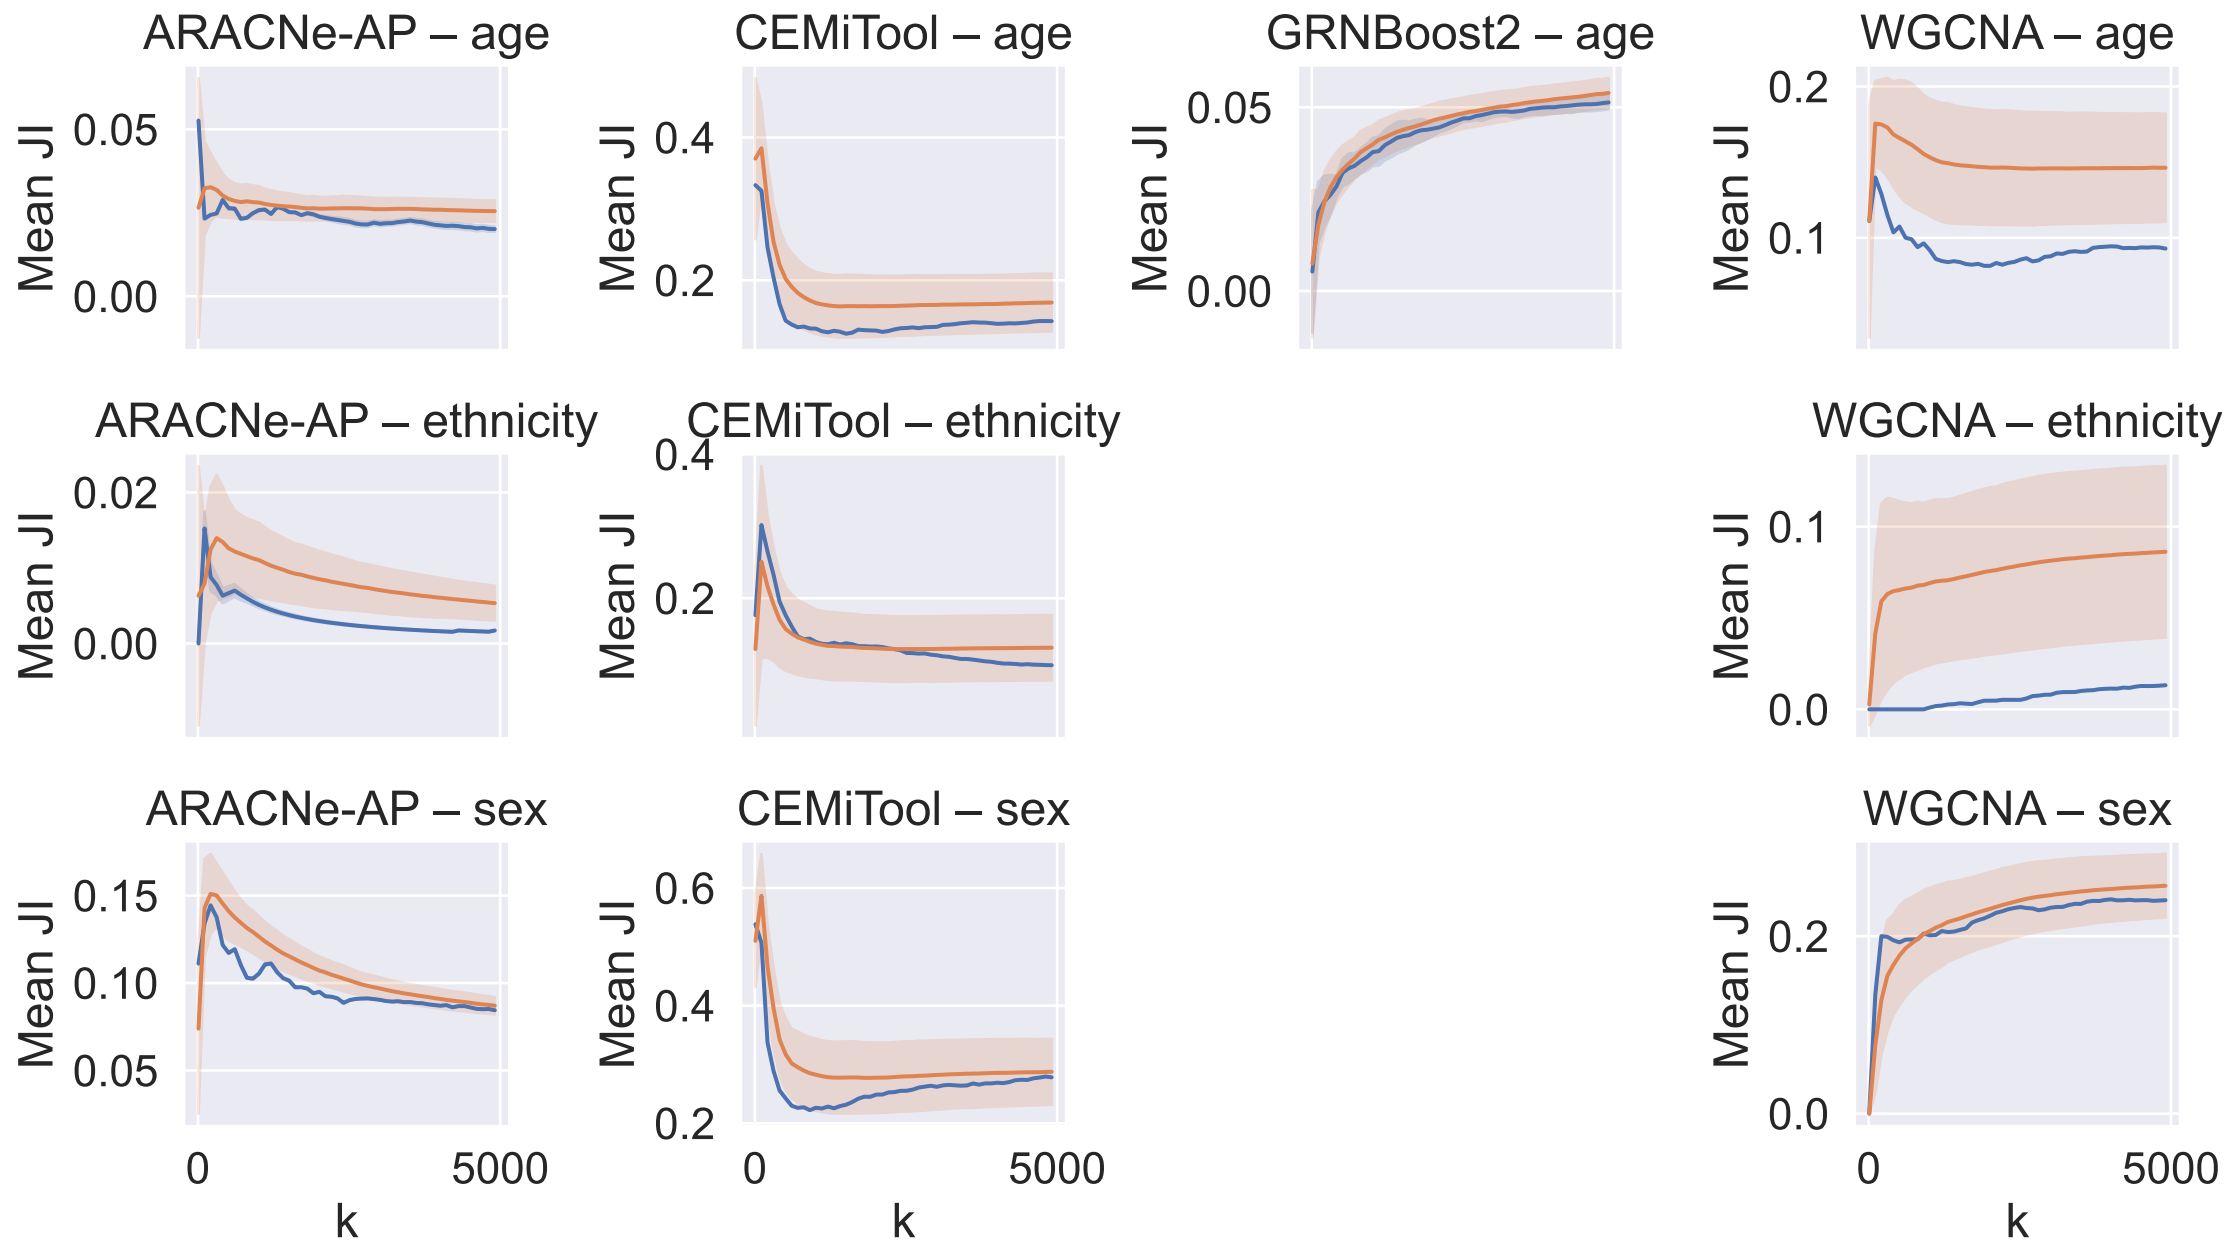 ARACNe-AP – age
CEMiTool – age
GRNBoost2 – age
WGCNA – age
Mean JI
0.05
0.00
Mean JI
0.4
0.2
Mean JI
0.05
0.00
Mean JI
0.2
0.1
ARACNe-AP – ethnicity
CEMiTool – ethnicity
WGCNA – ethnicity
Mean JI
0.02
0.00
Mean JI
0.4
0.2
Mean JI
0.1
0.0
ARACNe-AP – sex
CEMiTool – sex
WGCNA – sex
Mean JI
0.15
0.10
0.05
Mean JI
0.6
0.4
0.2
Mean JI
0.2
0.0
0 5000
k
0 5000
k
0 5000
k